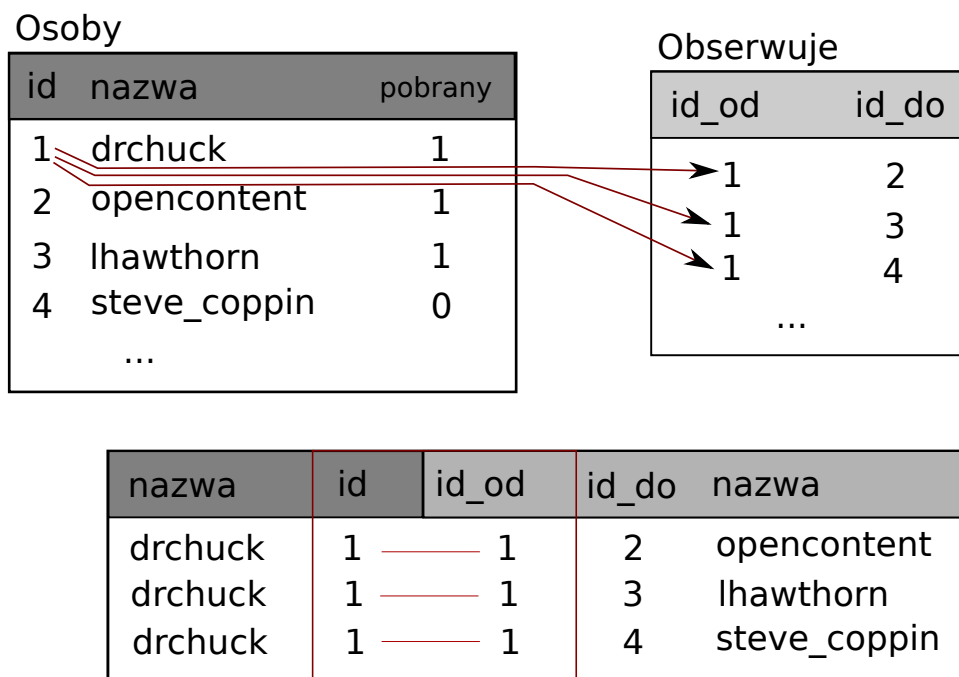 Osoby
id nazwa pobrany
1 drchuck 1
2 opencontent 1
3 lhawthorn 1
4 steve_coppin 0
...
Obserwuje
id_od id_do
1 2
1 3
1 4
...
nazwa id id_od id_do nazwa
drchuck 1 1 2 opencontent
drchuck 1 1 3 lhawthorn
drchuck 1 1 4 steve_coppin